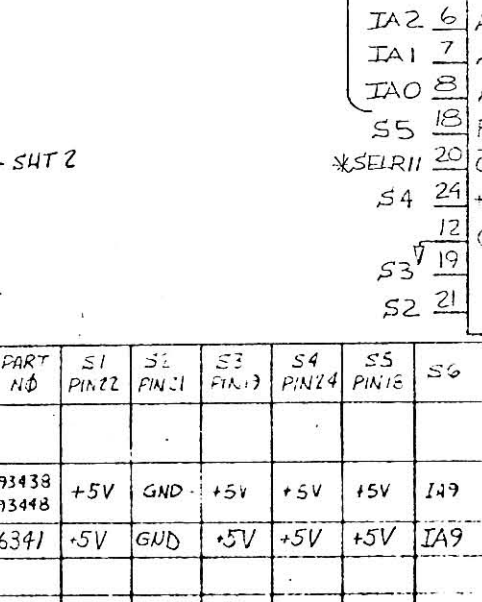 IA2 6
IA1 7
IA0 8
S5 18
SHT 2
*SELR11 20
S4 24
12
S3 19
S2 21
PART S1 S2 S3 S4 S5 S6
NO PIN22 PIN21 PIN19 PIN24 PIN18
93438 +5V GND +5V +5V +5V IA9
93448
6341 +5V GND +5V +5V +5V IA9